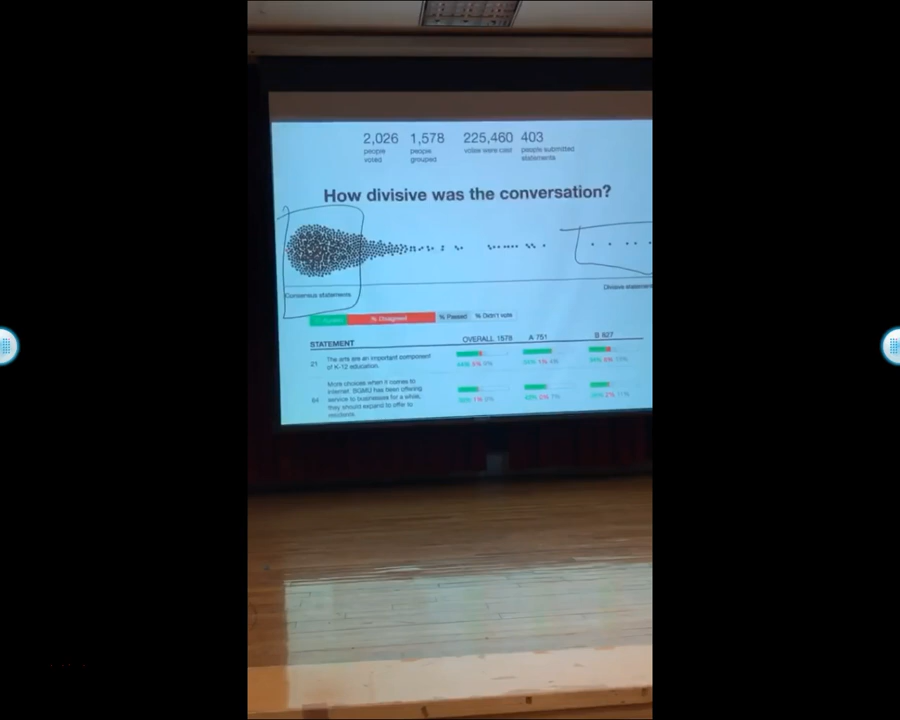 2,026 1,578 225,460 403
people people votes were cast people submitted
voted grouped statements
How divisive was the conversation?
Consensus statements
Divisive statement
% Disagreed % Passed % Didn't vote
STATEMENT OVERALL 1578 A 751 B 827
21 The arts are an important component
of K-12 education.
84 More choices when it comes to
internet. BGMU has been offering
service to businesses for a while,
they should expand to offer to
residents.